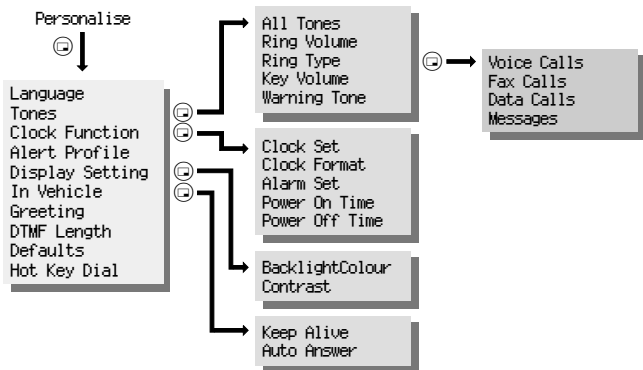 Personalise
Language
Tones
Clock Function
Alert Profile
Display Setting
In Vehicle
Greeting
DTMF Length
Defaults
Hot Key Dial
All Tones
Ring Volume
Ring Type
Key Volume
Warning Tone
Voice Calls
Fax Calls
Data Calls
Messages
Clock Set
Clock Format
Alarm Set
Power On Time
Power Off Time
BacklightColour
Contrast
Keep Alive
Auto Answer